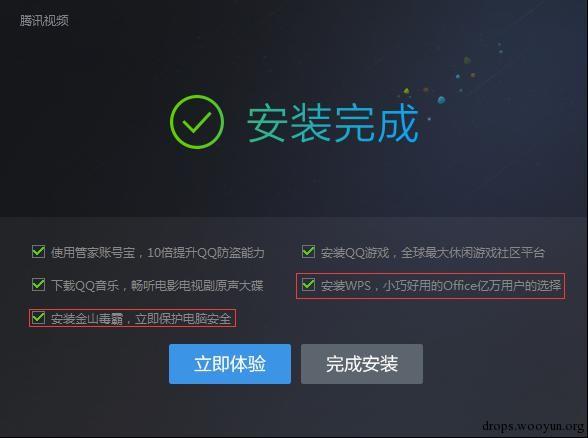 腾讯视频
安装完成
使用管家账号宝，10倍提升QQ防盗能力
安装QQ游戏，全球最大休闲游戏社区平台
下载QQ音乐，畅听电影电视剧原声大碟
安装WPS，小巧好用的Office亿万用户的选择
安装金山毒霸，立即保护电脑安全
立即体验
完成安装
drops.wooyun.org